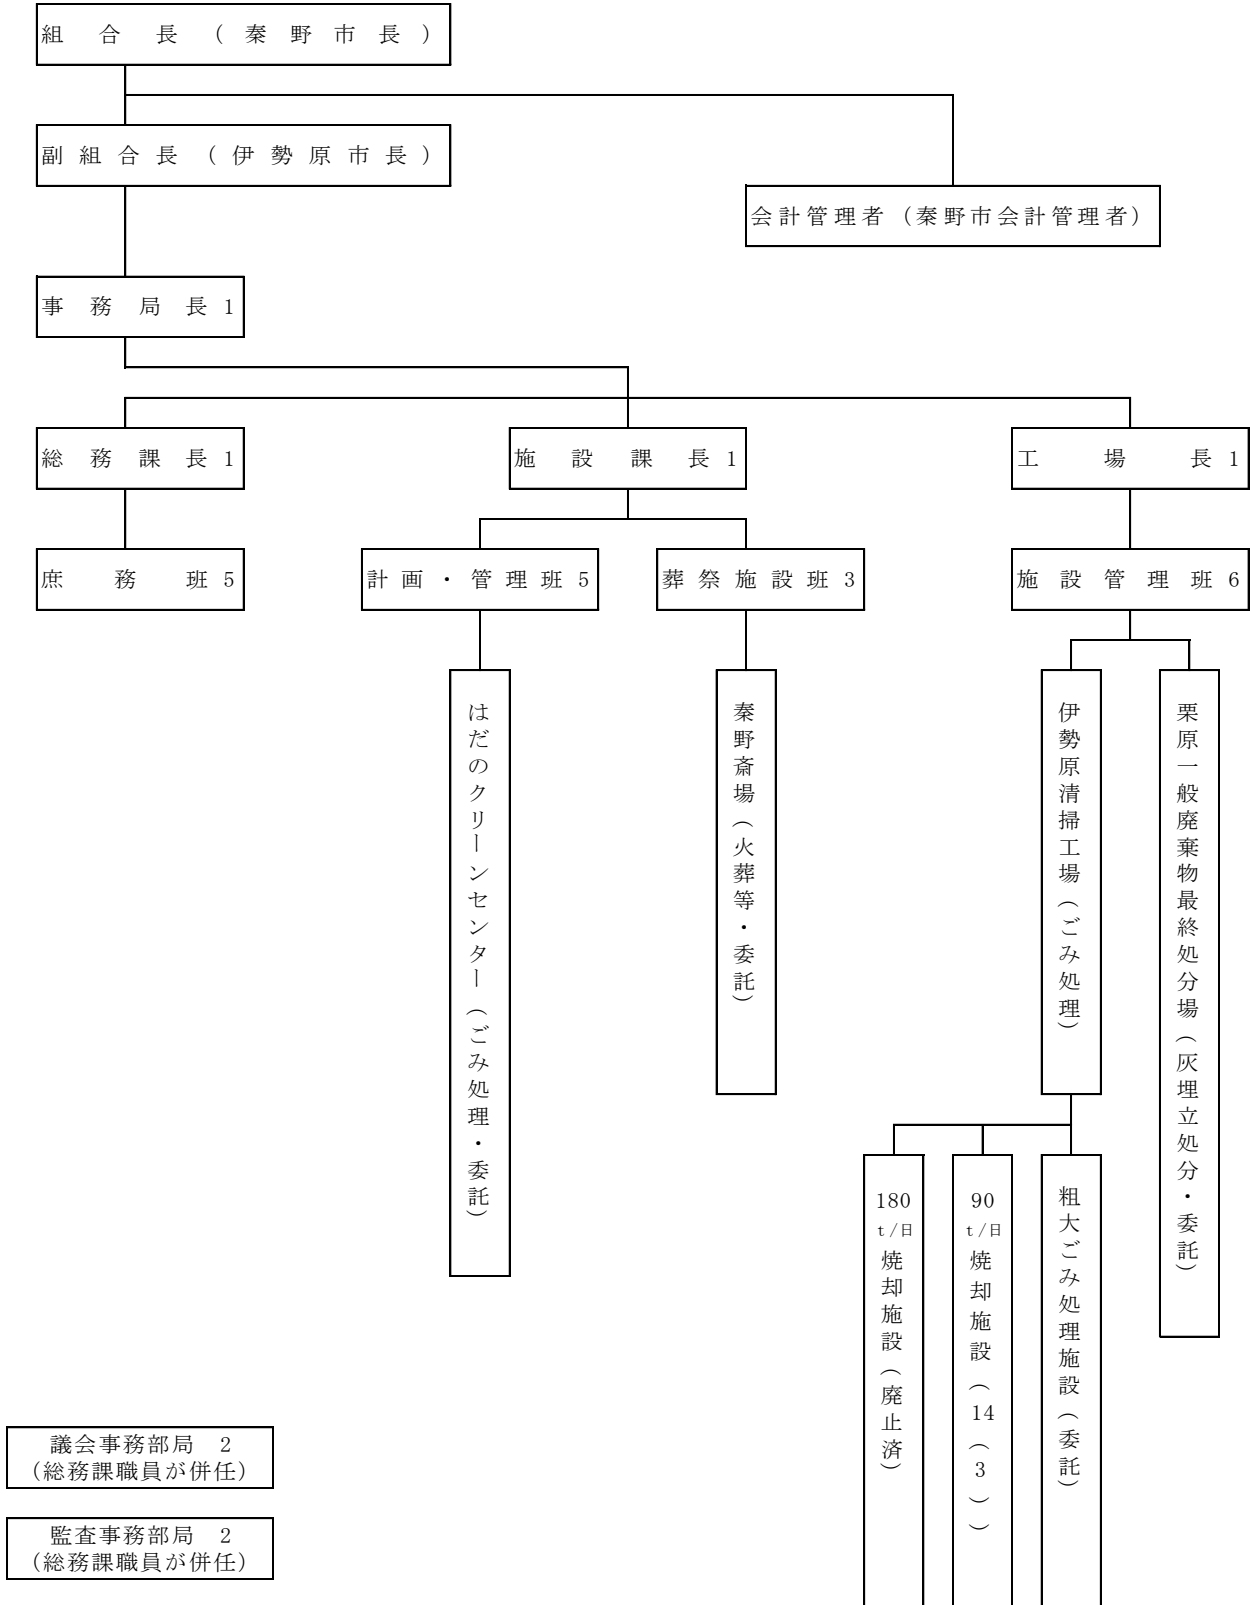 組合長（秦野市長）
副組合長（伊勢原市長）
会計管理者（秦野市会計管理者）
事務局長1
総務課長1
施設課長1
工場長1
庶務班5
計画・管理班5
葬祭施設班3
施設管理班6
はだのクリーンセンター（ごみ処理・委託）
秦野斎場（火葬等・委託）
伊勢原清掃工場（ごみ処理）
栗原一般廃棄物最終処分場（灰埋立処分・委託）
180t/日焼却施設（廃止済）
90t/日焼却施設（14（3））
粗大ごみ処理施設（委託）
議会事務部局　2
（総務課職員が併任）
監査事務部局　2
（総務課職員が併任）